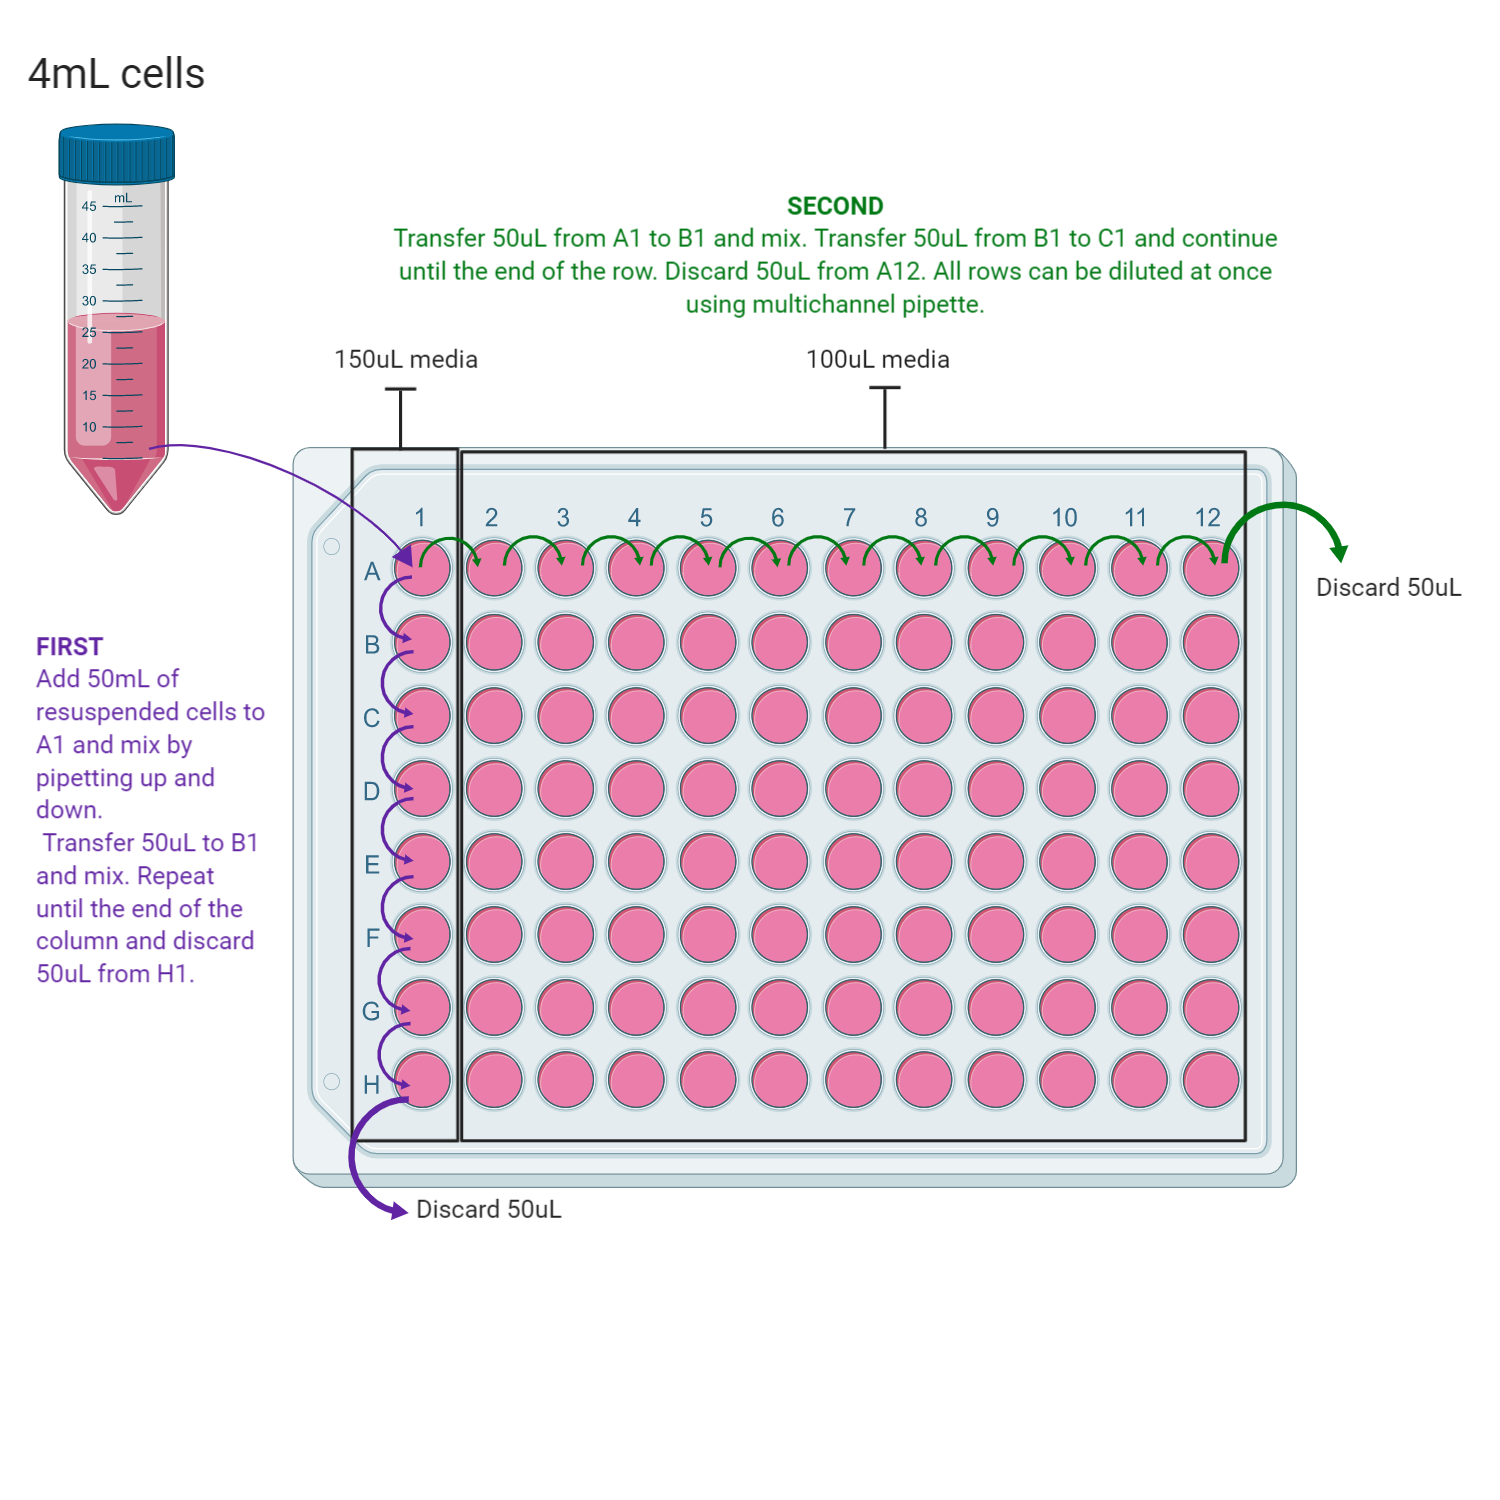 4mL cells
mL
45
40
35
30
25
20
15
10
SECOND
Transfer 50uL from A1 to B1 and mix. Transfer 50uL from B1 to C1 and continue
until the end of the row. Discard 50uL from A12. All rows can be diluted at once
using multichannel pipette.
150uL media
100uL media
1 2 3 4 5 6 7 8 9 10 11 12
A
B
C
D
E
F
G
H
Discard 50uL
FIRST
Add 50mL of
resuspended cells to
A1 and mix by
pipetting up and
down.
Transfer 50uL to B1
and mix. Repeat
until the end of the
column and discard
50uL from H1.
Discard 50uL